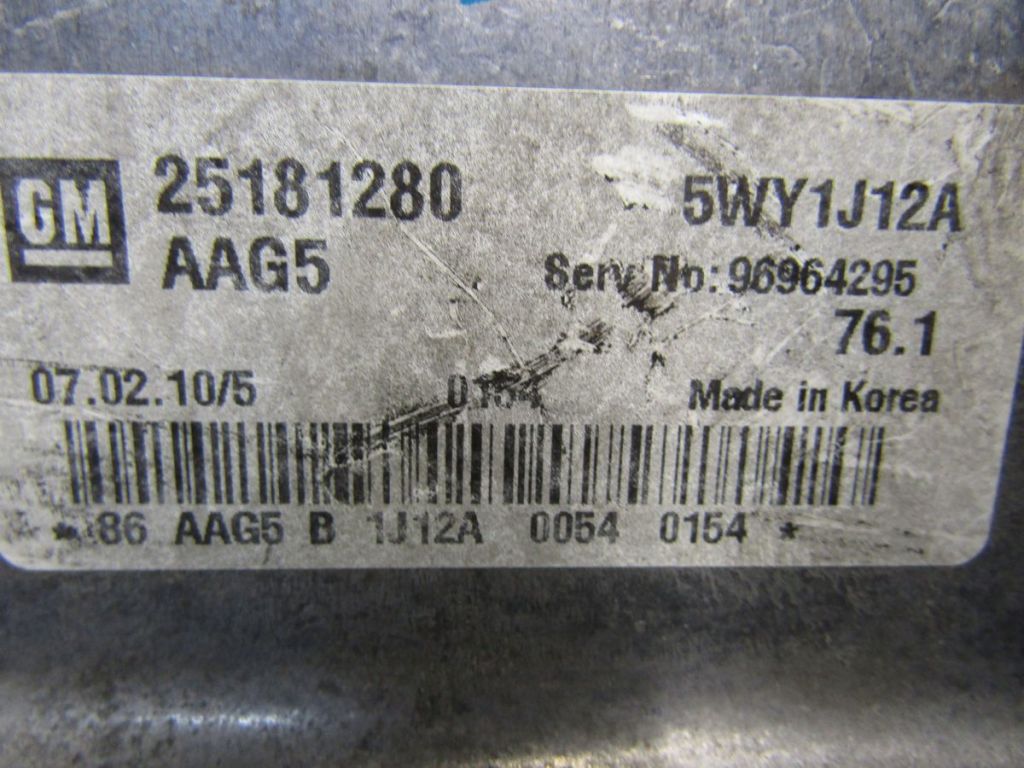 GM 25181280 5WY1J12A
AAG5 Serv No: 96964295
76.1
07.02.10/5 0154 Made in Korea
* 86 AAG5 B 1J12A 0054 0154 *